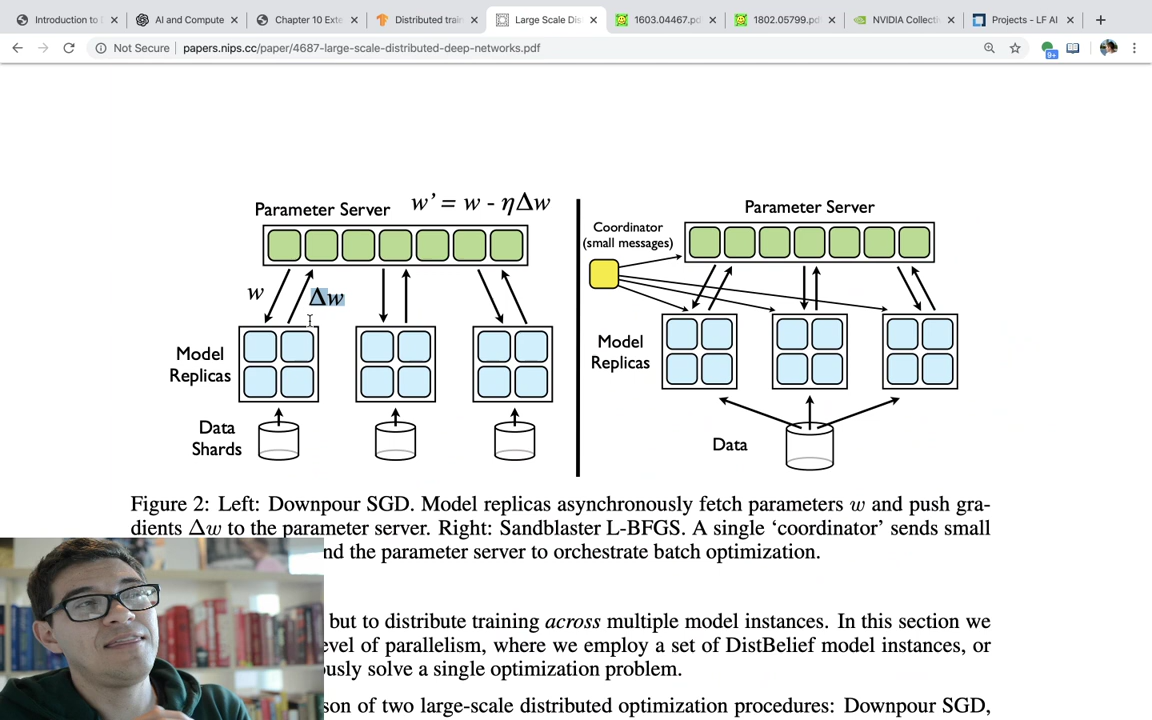 Introduction to D
AI and Compute
Chapter 10 Exte
Distributed train
Large Scale Dis
1603.04467.pd
1802.05799.pd
NVIDIA Collecti
Projects - LF AI
Not Secure
papers.nips.cc/paper/4687-large-scale-distributed-deep-networks.pdf
9+
Parameter Server w' = w - ηΔw
w
Δw
Model
Replicas
Data
Shards
Parameter Server
Coordinator
(small messages)
Model
Replicas
Data
Figure 2: Left: Downpour SGD. Model replicas asynchronously fetch parameters w and push gra-
dients Δw to the parameter server. Right: Sandblaster L-BFGS. A single ‘coordinator’ sends small
nd the parameter server to orchestrate batch optimization.
but to distribute training across multiple model instances. In this section we
evel of parallelism, where we employ a set of DistBelief model instances, or
ously solve a single optimization problem.
son of two large-scale distributed optimization procedures: Downpour SGD,